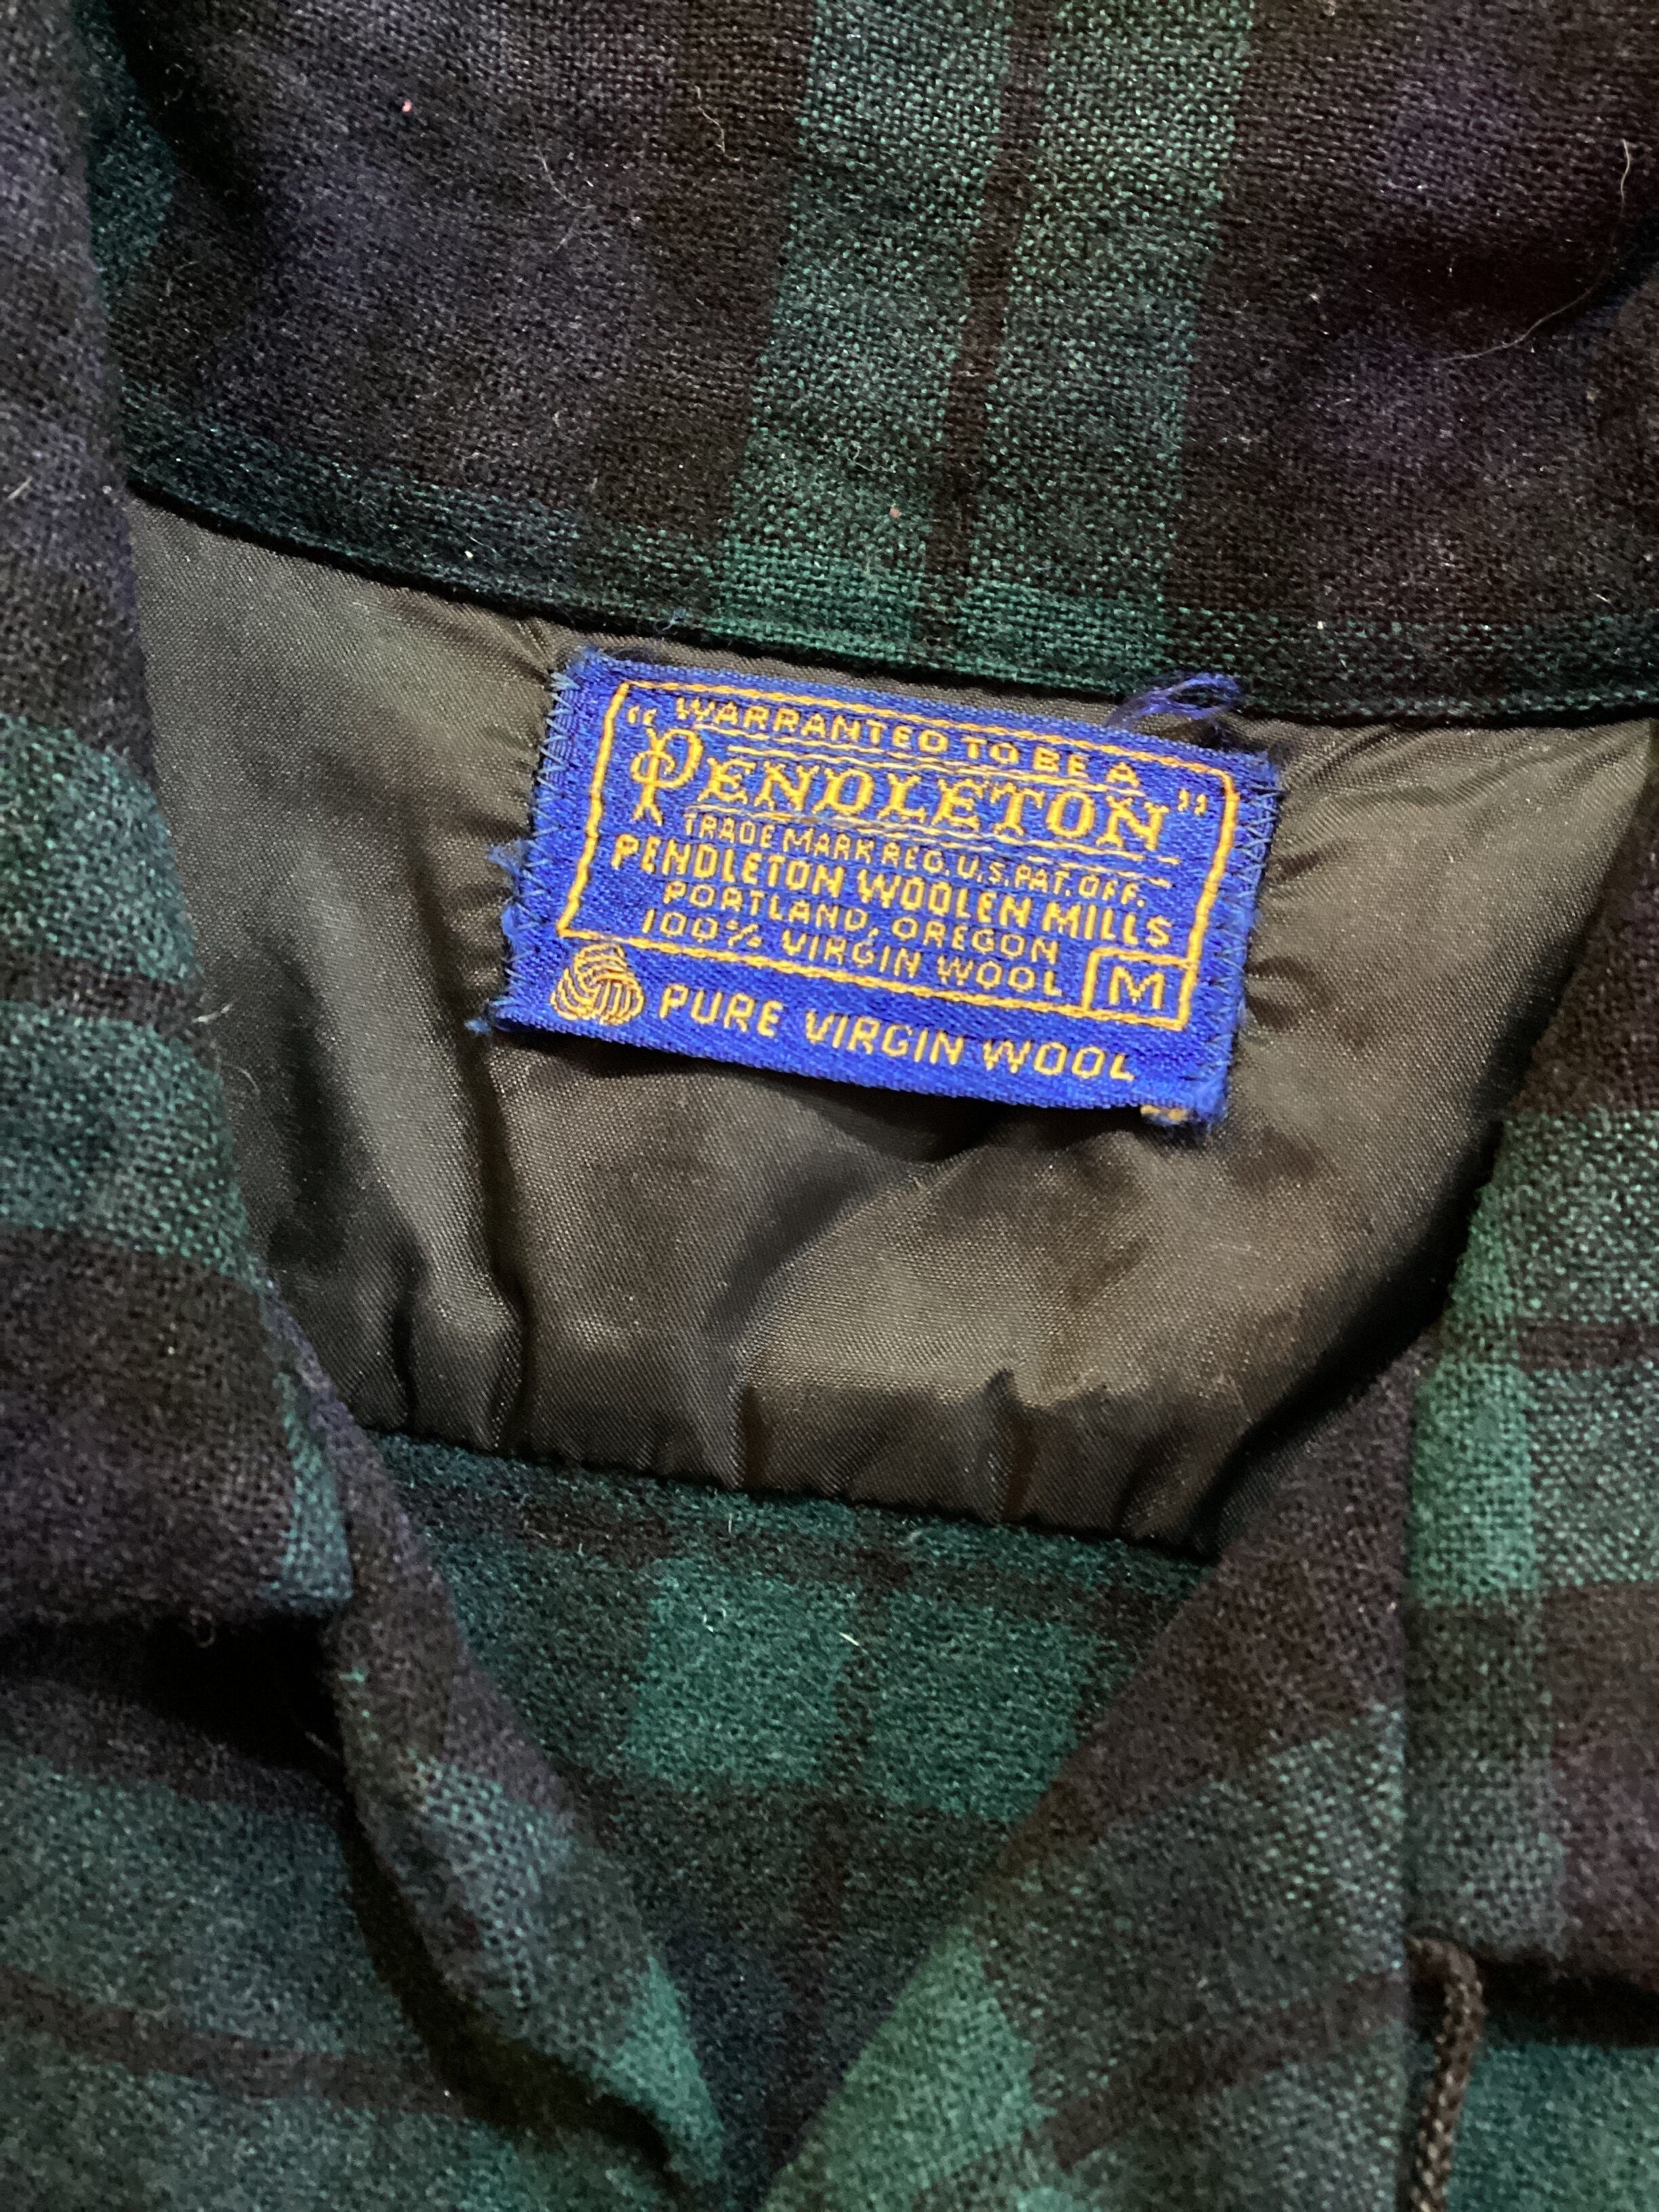 WARRANTED TO BE A
"PENDLETON"
TRADE MARK REG. U.S. PAT. OFF.
PENDLETON WOOLEN MILLS
PORTLAND, OREGON
100% VIRGIN WOOL
M
PURE VIRGIN WOOL